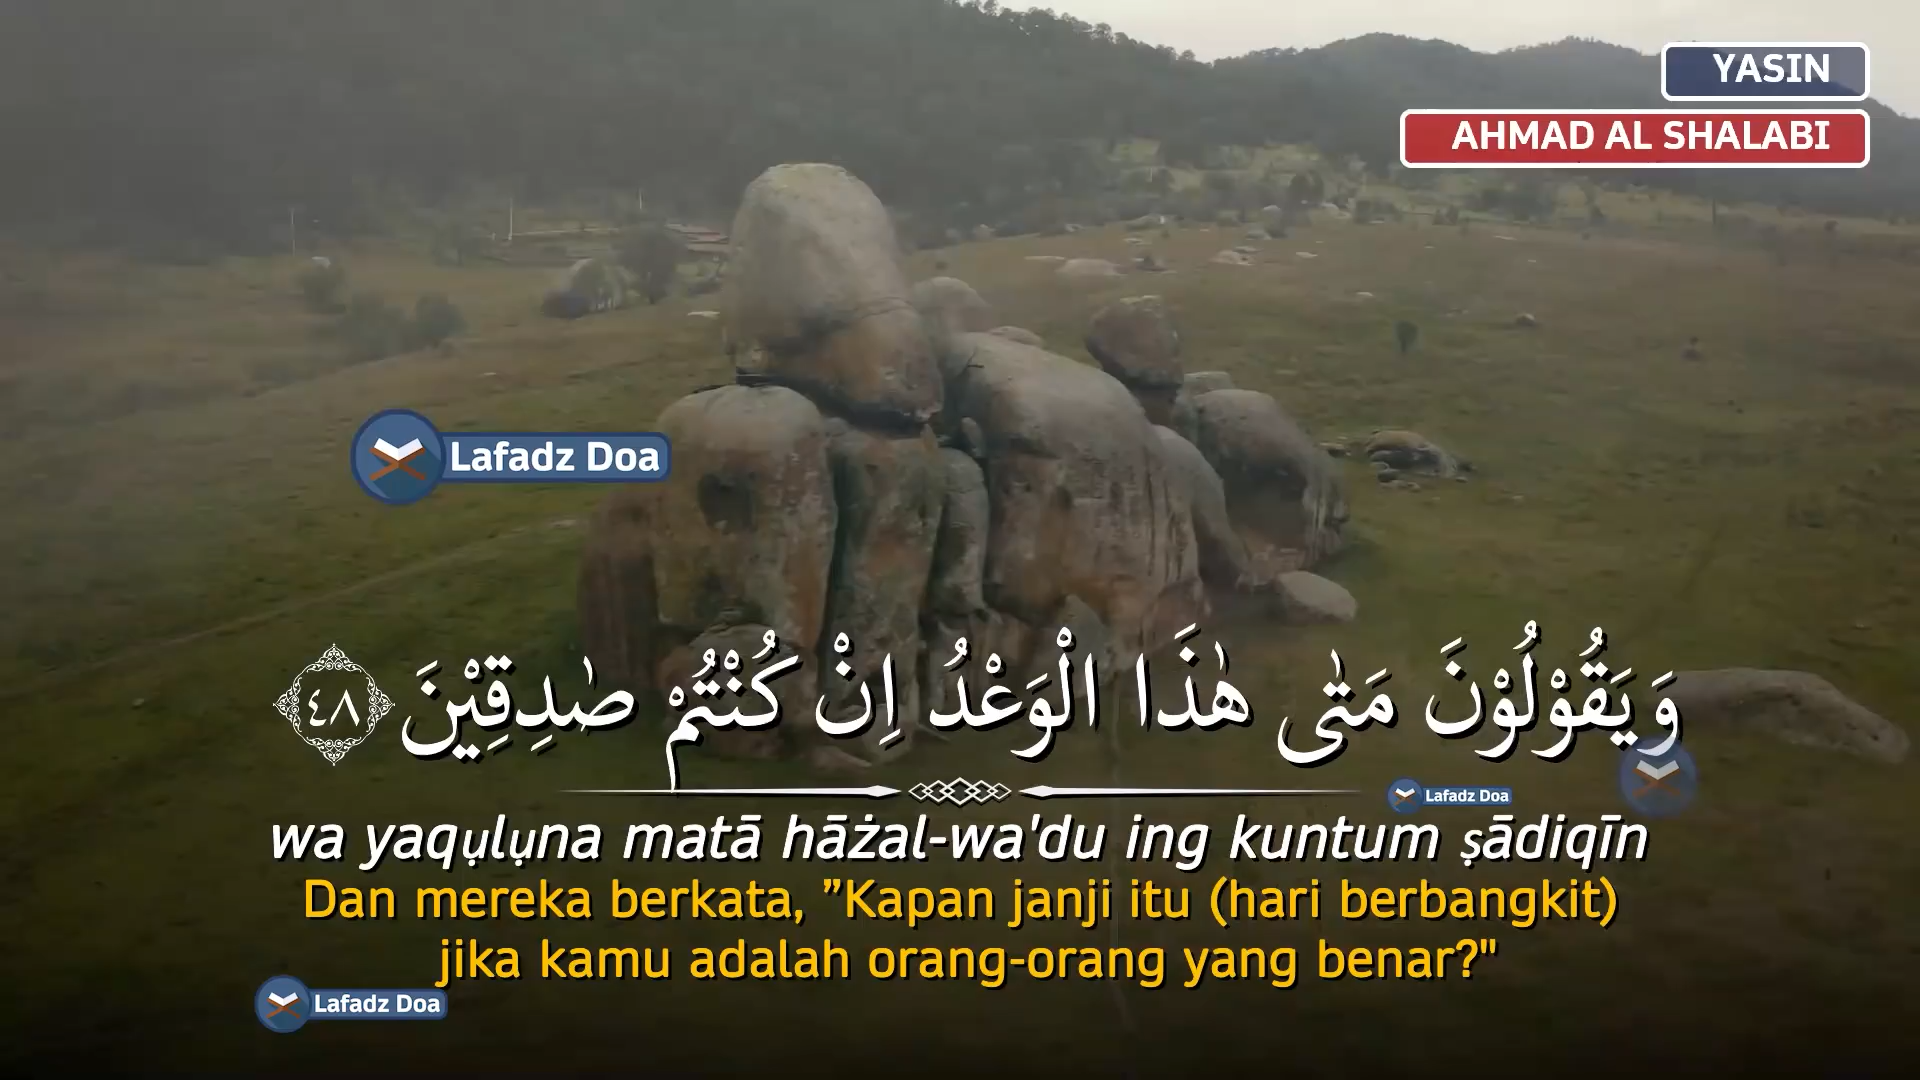 YASIN
AHMAD AL SHALABI
Lafadz Doa
وَيَقُوْلُوْنَ مَتٰى هٰذَا الْوَعْدُ اِنْ كُنْتُمْ صٰدِقِيْنَ ٤٨
Lafadz Doa
wa yaqụlụna matā hāżal-wa'du ing kuntum ṣādiqīn
Dan mereka berkata, ”Kapan janji itu (hari berbangkit)
jika kamu adalah orang-orang yang benar?"
Lafadz Doa